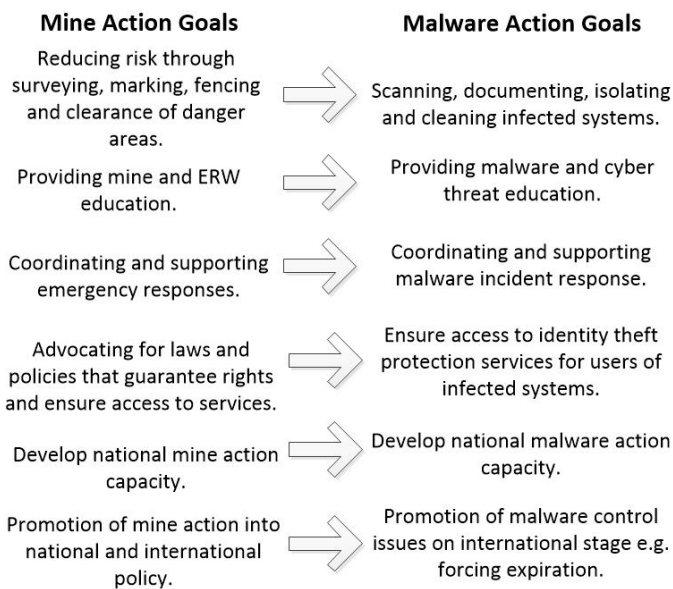 Mine Action Goals
Malware Action Goals
Reducing risk through
surveying, marking, fencing
and clearance of danger
areas.
Scanning, documenting, isolating
and cleaning infected systems.
Providing mine and ERW
education.
Providing malware and cyber
threat education.
Coordinating and supporting
emergency responses.
Coordinating and supporting
malware incident response.
Advocating for laws and
policies that guarantee rights
and ensure access to services.
Ensure access to identity theft
protection services for users of
infected systems.
Develop national mine action
capacity.
Develop national malware action
capacity.
Promotion of mine action into
national and international
policy.
Promotion of malware control
issues on international stage e.g.
forcing expiration.